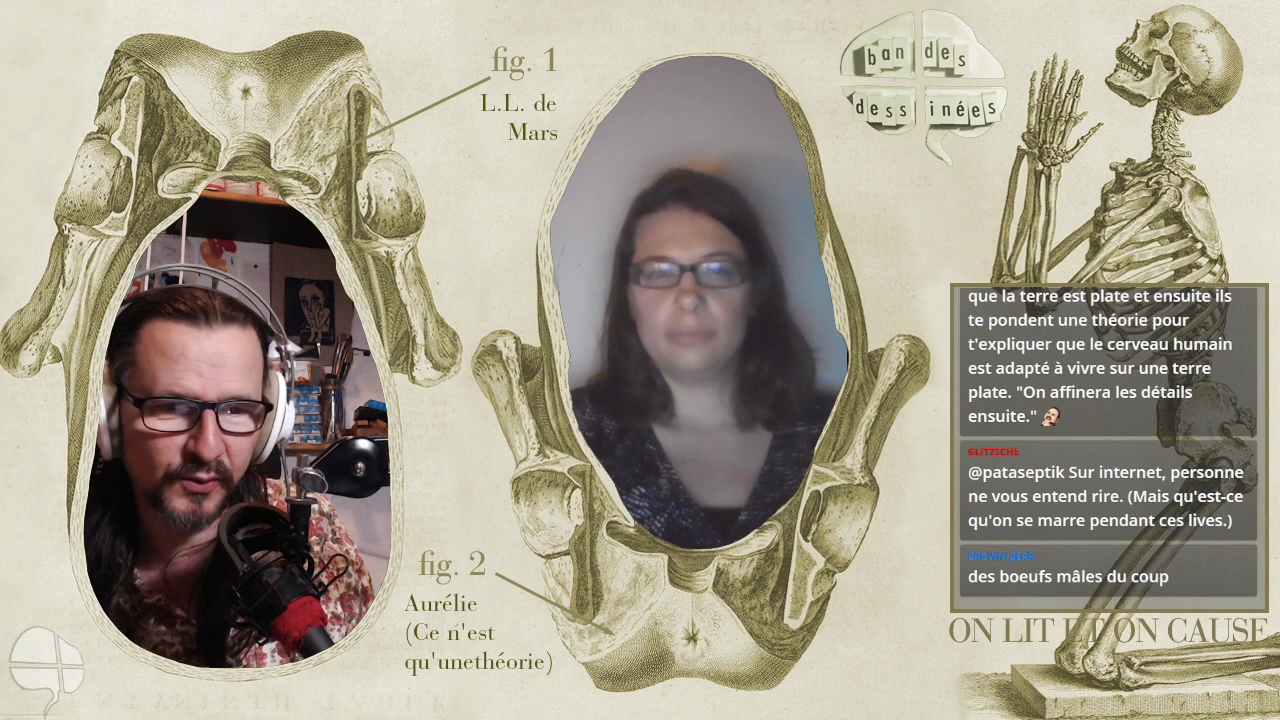 fig. 1
L.L. de
Mars
ban des
dess inées
que la terre est plate et ensuite ils
te pondent une théorie pour
t'expliquer que le cerveau humain
est adapté à vivre sur une terre
plate. "On affinera les détails
ensuite."
GLITZSCHE
@pataseptik Sur internet, personne
ne vous entend rire. (Mais qu'est-ce
qu'on se marre pendant ces lives.)
BROWN BERR
des boeufs mâles du coup
fig. 2
Aurélie
(Ce n'est
qu'unethéorie)
ON LIT ET ON CAUSE